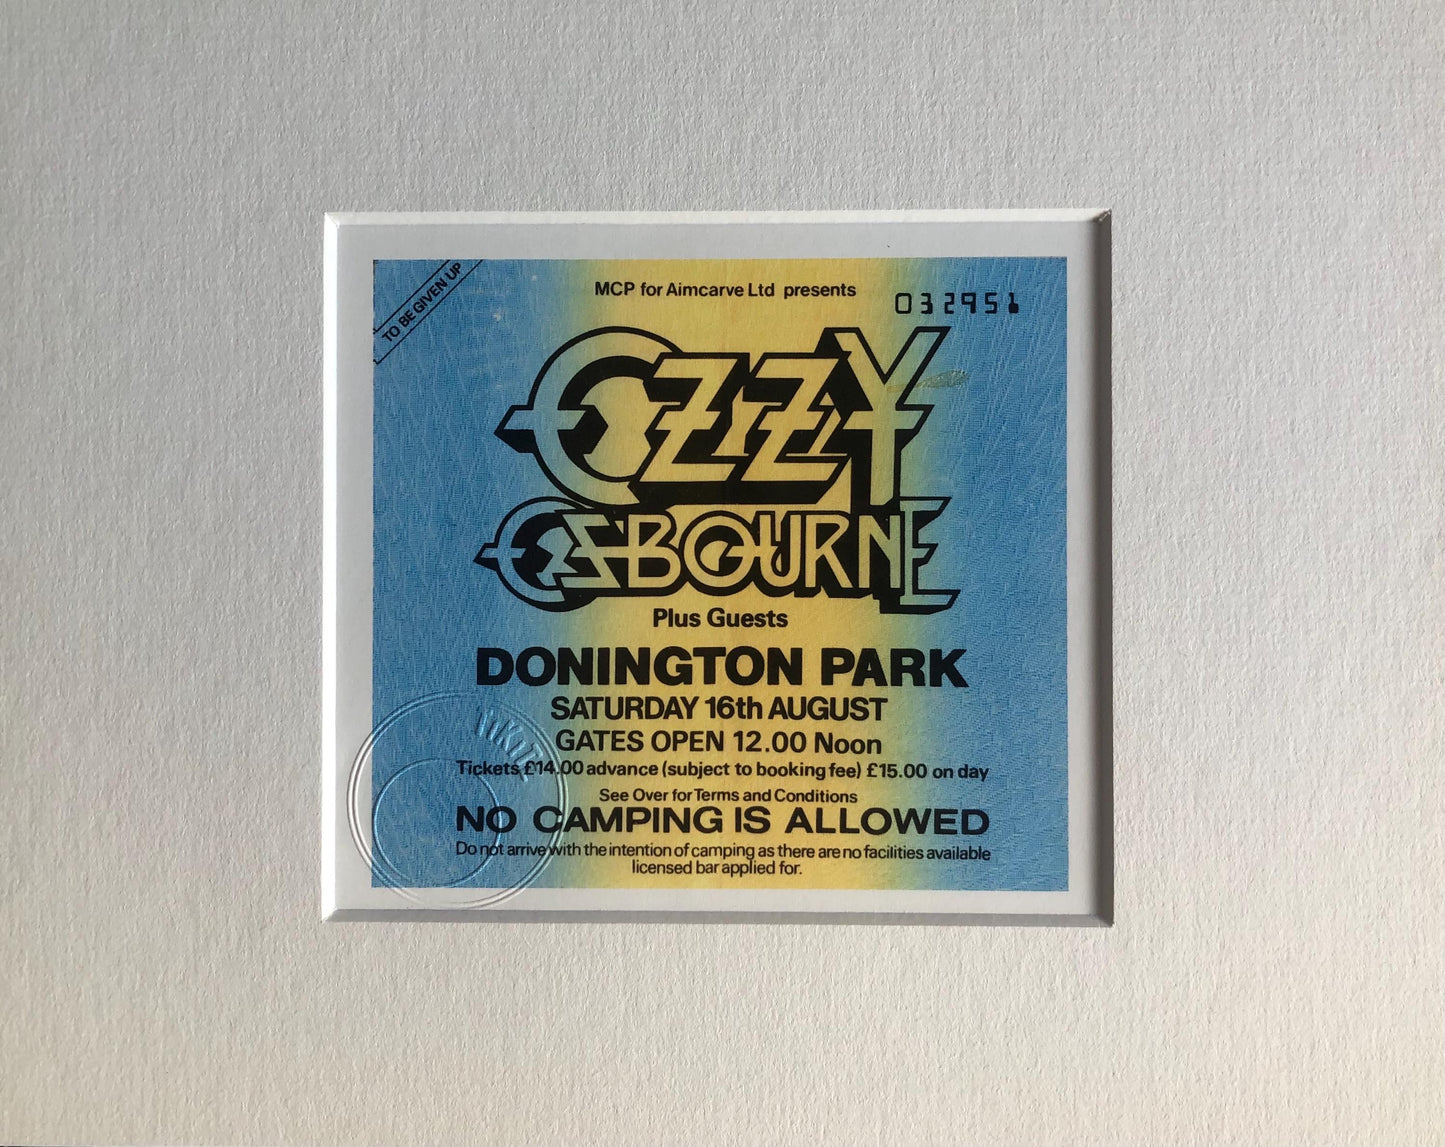 TO BE GIVEN UP
MCP for Aimcarve Ltd presents
032951
OZZY
OSBOURNE
Plus Guests
DONINGTON PARK
SATURDAY 16th AUGUST
GATES OPEN 12.00 Noon
Tickets £14.00 advance (subject to booking fee) £15.00 on day
See Over for Terms and Conditions
NO CAMPING IS ALLOWED
Do not arrive with the intention of camping as there are no facilities available
licensed bar applied for.